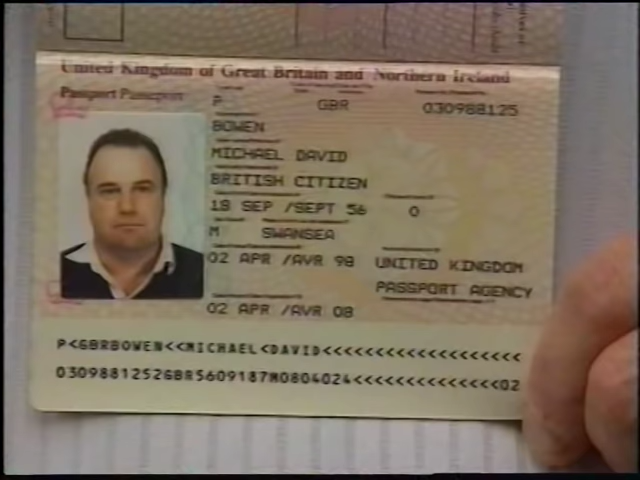 United Kingdom of Great Britain and Northern Ireland
Passport Passeport
P GBR 030988125
BOWEN
MICHAEL DAVID
BRITISH CITIZEN
18 SEP /SEPT 56 0
M SWANSEA
02 APR /AVR 98 UNITED KINGDOM
PASSPORT AGENCY
02 APR /AVR 08
P<GBRBOWEN<<MICHAEL<DAVID<<<<<<<<<<<<<<<<<<<
0309881252GBR5609187M0804024<<<<<<<<<<<<<<02